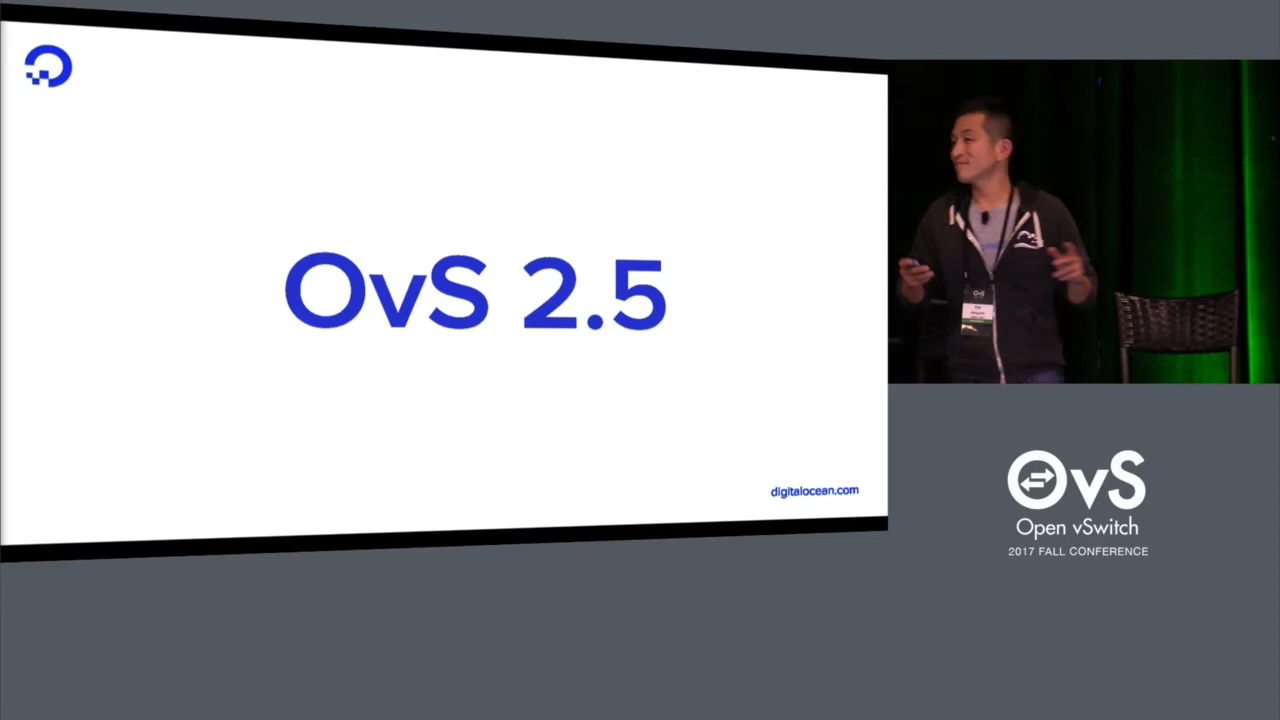 OvS 2.5
digitalocean.com
OvS
Open vSwitch
2017 FALL CONFERENCE